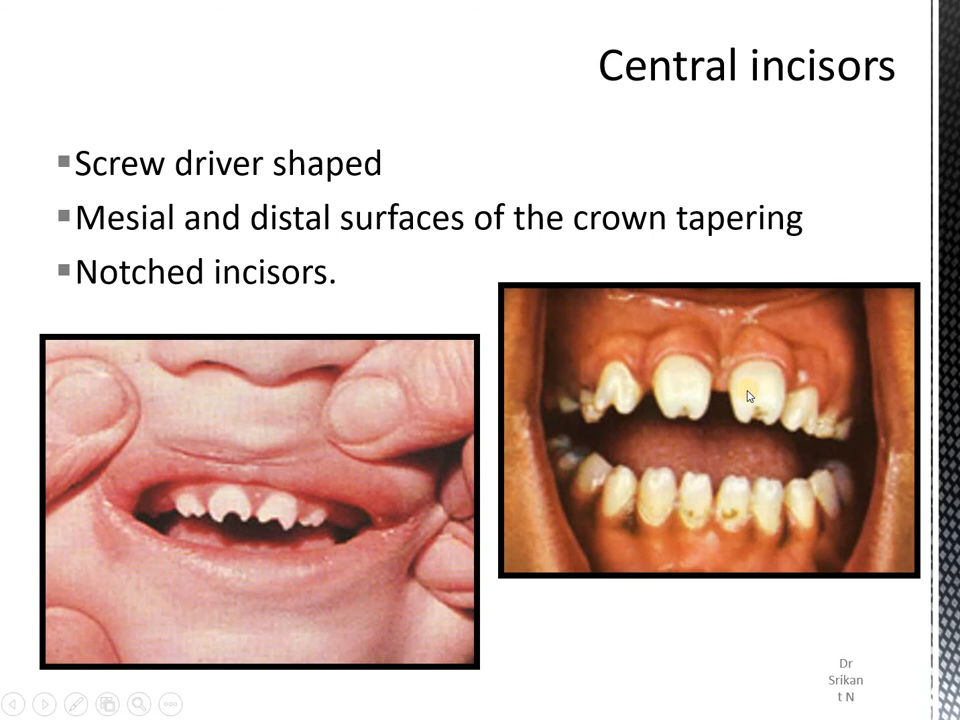 Central incisors
Screw driver shaped
Mesial and distal surfaces of the crown tapering
Notched incisors.
Dr
Srikan
t N